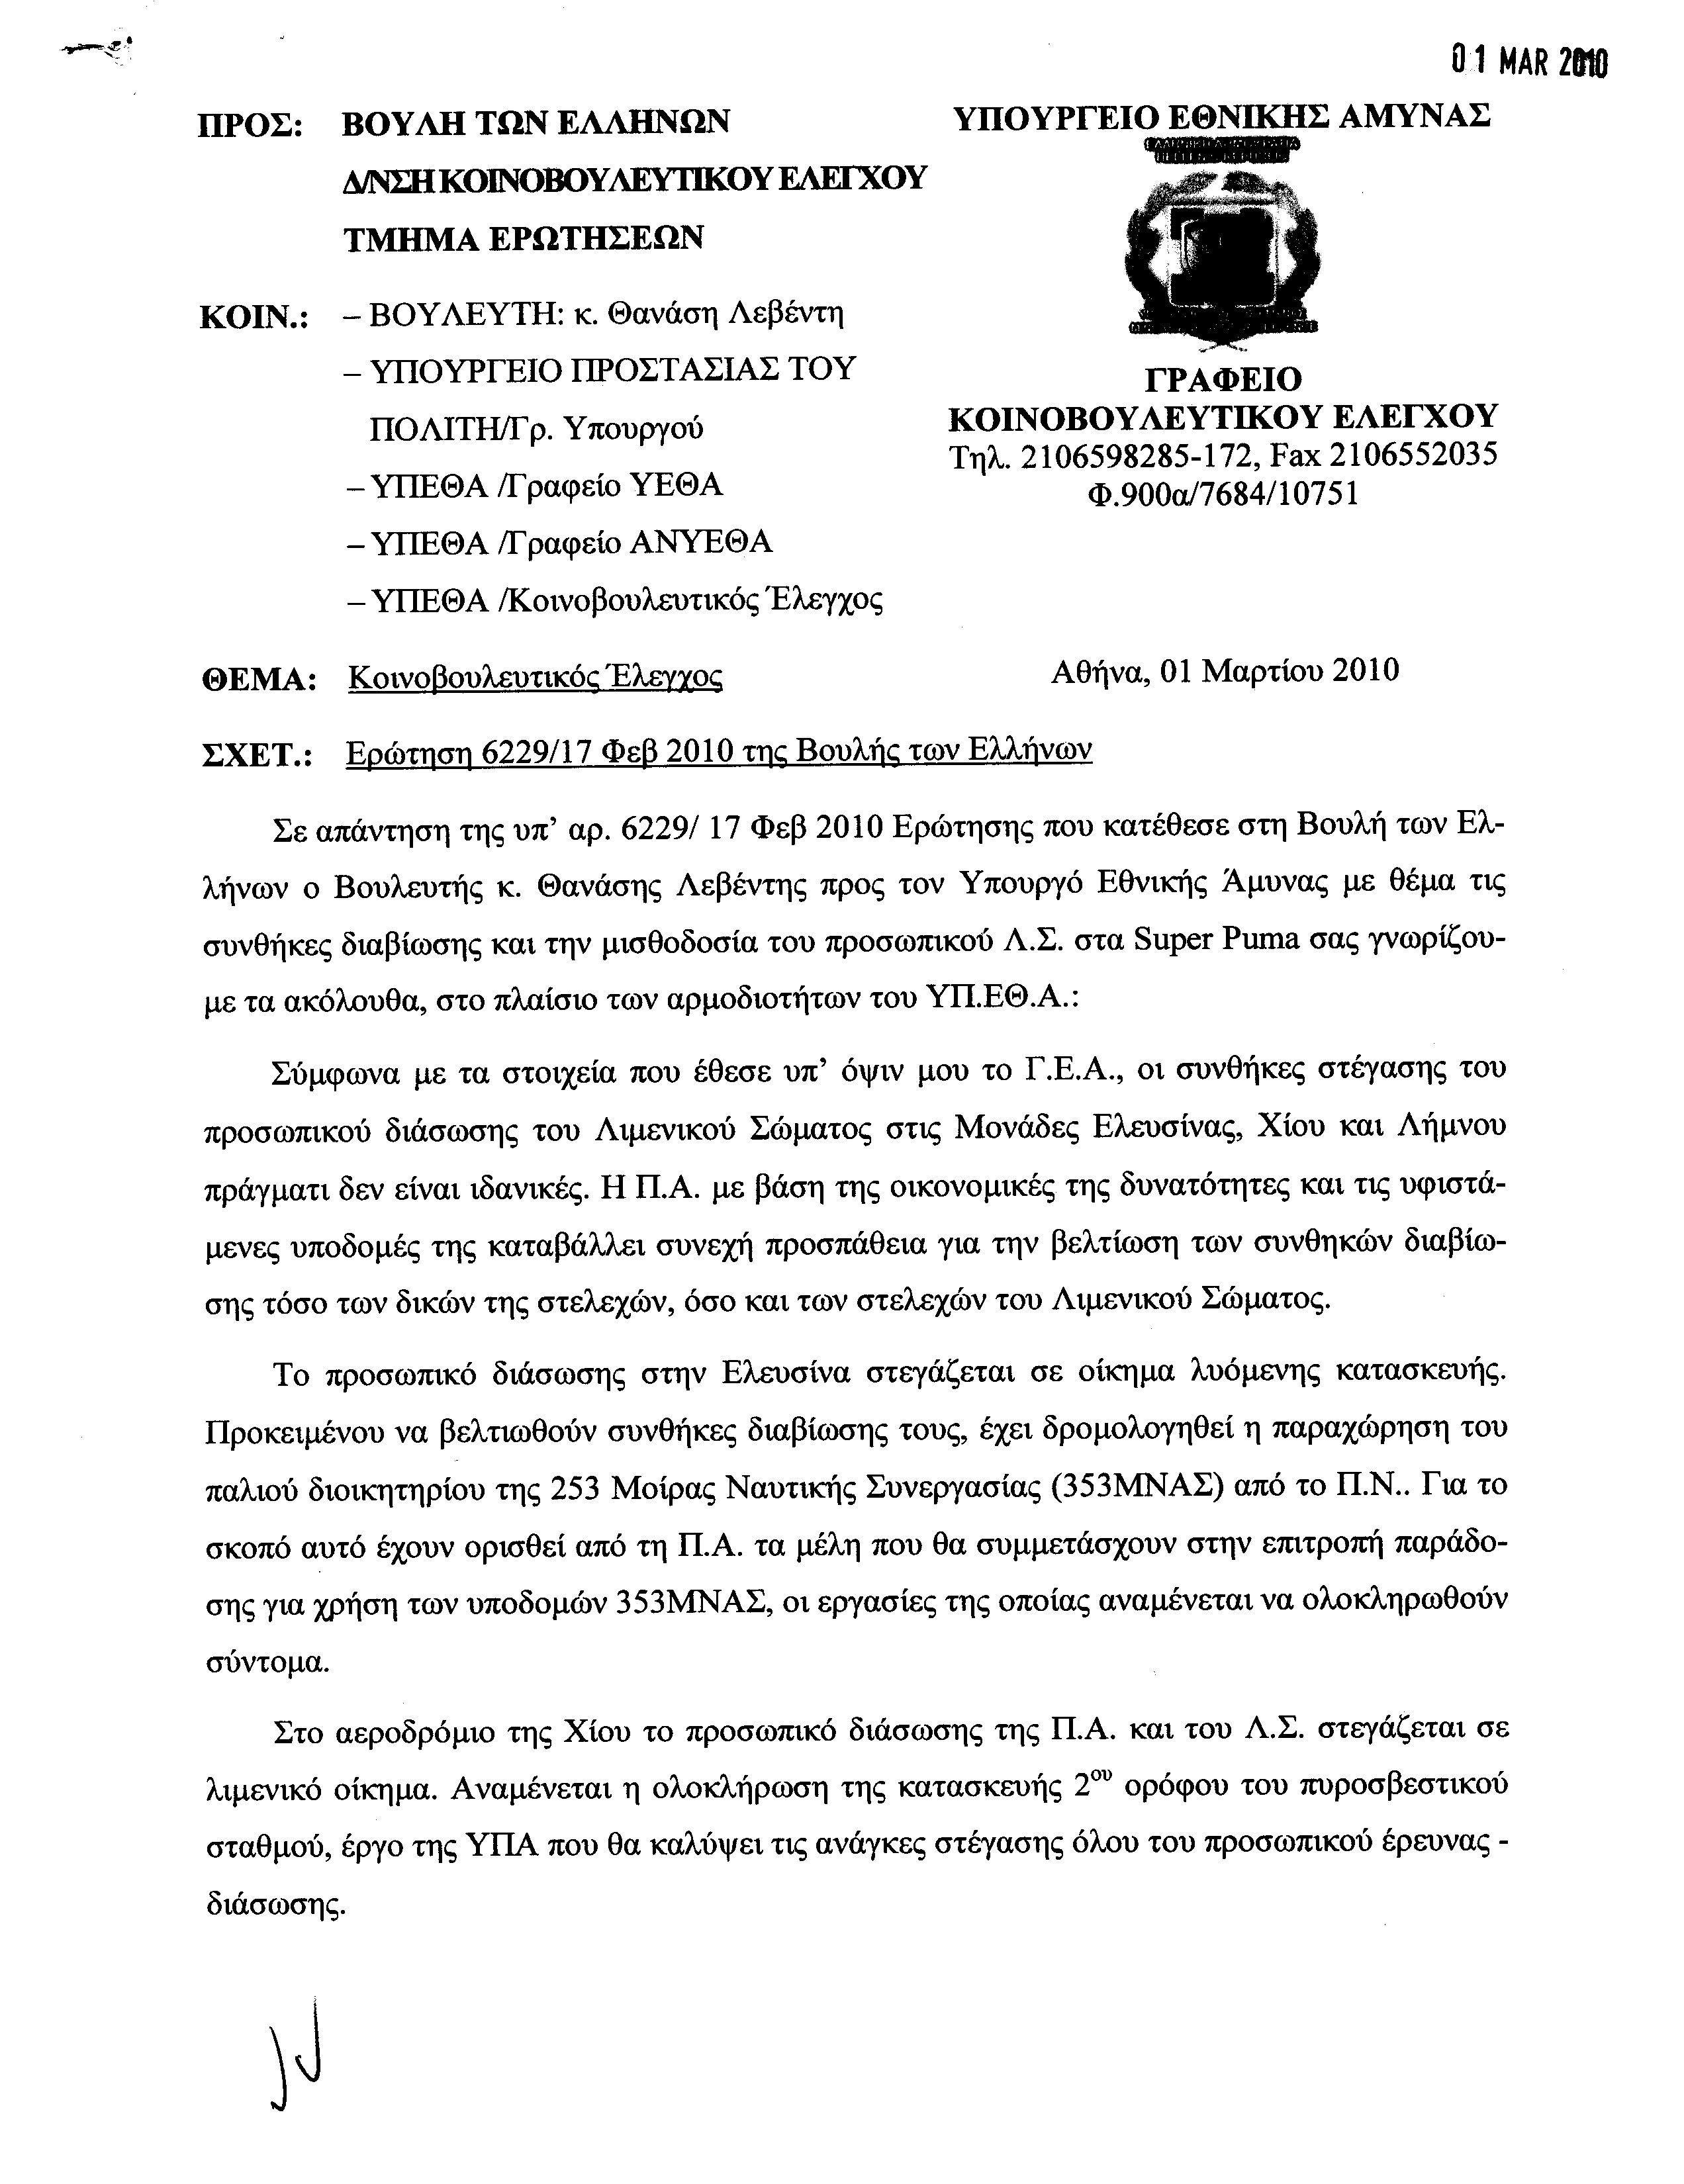 01 MAR 2010
ΠΡΟΣ: ΒΟΥΛΗ ΤΩΝ ΕΛΛΗΝΩΝ
Δ/ΝΣΗ ΚΟΙΝΟΒΟΥΛΕΥΤΙΚΟΥ ΕΛΕΓΧΟΥ
ΤΜΗΜΑ ΕΡΩΤΗΣΕΩΝ
ΚΟΙΝ.: – ΒΟΥΛΕΥΤΗ: κ. Θανάση Λεβέντη
– ΥΠΟΥΡΓΕΙΟ ΠΡΟΣΤΑΣΙΑΣ ΤΟΥ
ΠΟΛΙΤΗ/Γρ. Υπουργού
– ΥΠΕΘΑ /Γραφείο ΥΕΘΑ
– ΥΠΕΘΑ /Γραφείο ΑΝΥΕΘΑ
– ΥΠΕΘΑ /Κοινοβουλευτικός Έλεγχος
ΥΠΟΥΡΓΕΙΟ ΕΘΝΙΚΗΣ ΑΜΥΝΑΣ
ΓΡΑΦΕΙΟ
ΚΟΙΝΟΒΟΥΛΕΥΤΙΚΟΥ ΕΛΕΓΧΟΥ
Τηλ. 2106598285-172, Fax 2106552035
Φ.900α/7684/10751
ΘΕΜΑ: Κοινοβουλευτικός Έλεγχος
Αθήνα, 01 Μαρτίου 2010
ΣΧΕΤ.: Ερώτηση 6229/17 Φεβ 2010 της Βουλής των Ελλήνων
Σε απάντηση της υπ’ αρ. 6229/ 17 Φεβ 2010 Ερώτησης που κατέθεσε στη Βουλή των Ελ-
λήνων ο Βουλευτής κ. Θανάσης Λεβέντης προς τον Υπουργό Εθνικής Άμυνας με θέμα τις
συνθήκες διαβίωσης και την μισθοδοσία του προσωπικού Λ.Σ. στα Super Puma σας γνωρίζου-
με τα ακόλουθα, στο πλαίσιο των αρμοδιοτήτων του ΥΠ.ΕΘ.Α.:
Σύμφωνα με τα στοιχεία που έθεσε υπ’ όψιν μου το Γ.Ε.Α., οι συνθήκες στέγασης του
προσωπικού διάσωσης του Λιμενικού Σώματος στις Μονάδες Ελευσίνας, Χίου και Λήμνου
πράγματι δεν είναι ιδανικές. Η Π.Α. με βάση της οικονομικές της δυνατότητες και τις υφιστά-
μενες υποδομές της καταβάλλει συνεχή προσπάθεια για την βελτίωση των συνθηκών διαβίω-
σης τόσο των δικών της στελεχών, όσο και των στελεχών του Λιμενικού Σώματος.
Το προσωπικό διάσωσης στην Ελευσίνα στεγάζεται σε οίκημα λυόμενης κατασκευής.
Προκειμένου να βελτιωθούν συνθήκες διαβίωσης τους, έχει δρομολογηθεί η παραχώρηση του
παλιού διοικητηρίου της 253 Μοίρας Ναυτικής Συνεργασίας (353ΜΝΑΣ) από το Π.Ν.. Για το
σκοπό αυτό έχουν ορισθεί από τη Π.Α. τα μέλη που θα συμμετάσχουν στην επιτροπή παράδο-
σης για χρήση των υποδομών 353ΜΝΑΣ, οι εργασίες της οποίας αναμένεται να ολοκληρωθούν
σύντομα.
Στο αεροδρόμιο της Χίου το προσωπικό διάσωσης της Π.Α. και του Λ.Σ. στεγάζεται σε
λιμενικό οίκημα. Αναμένεται η ολοκλήρωση της κατασκευής 2ου ορόφου του πυροσβεστικού
σταθμού, έργο της ΥΠΑ που θα καλύψει τις ανάγκες στέγασης όλου του προσωπικού έρευνας -
διάσωσης.